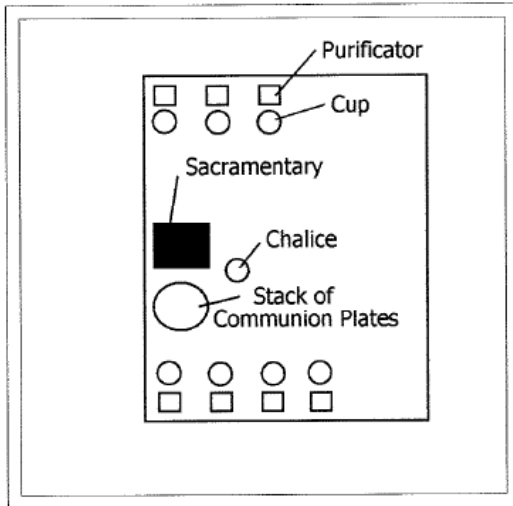 Purificator
Cup
Sacramentary
Chalice
Stack of
Communion Plates